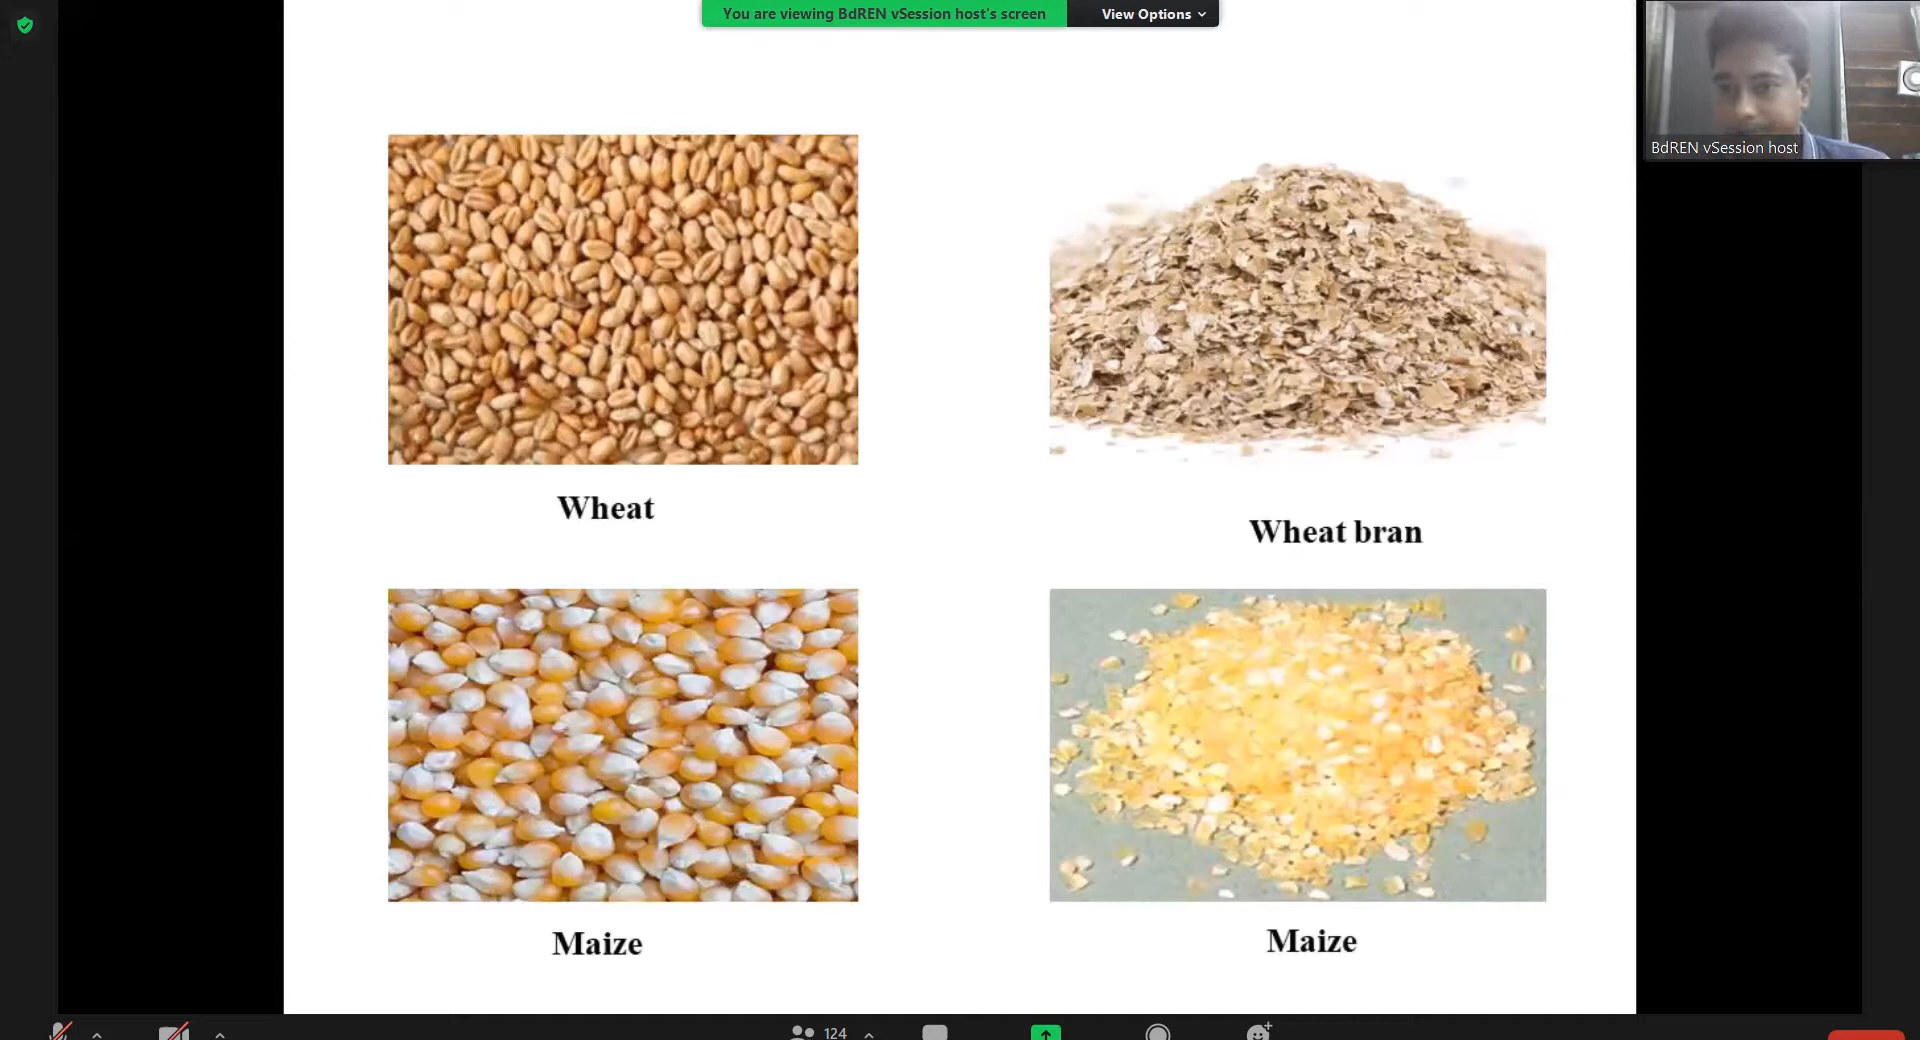 You are viewing BdREN vSession host's screen
View Options
BdREN vSession host
Wheat
Wheat bran
Maize
Maize
124